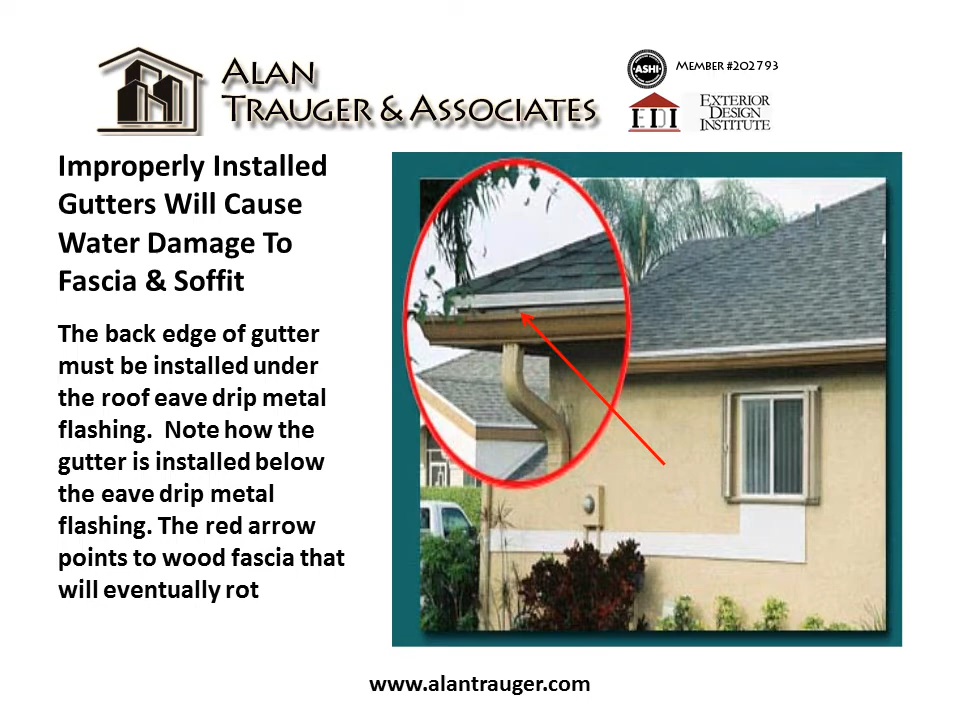 ALAN
TRAUGER & ASSOCIATES
ASHI
MEMBER #202793
EDI
EXTERIOR
DESIGN
INSTITUTE
Improperly Installed
Gutters Will Cause
Water Damage To
Fascia & Soffit
The back edge of gutter
must be installed under
the roof eave drip metal
flashing.  Note how the
gutter is installed below
the eave drip metal
flashing. The red arrow
points to wood fascia that
will eventually rot
www.alantrauger.com